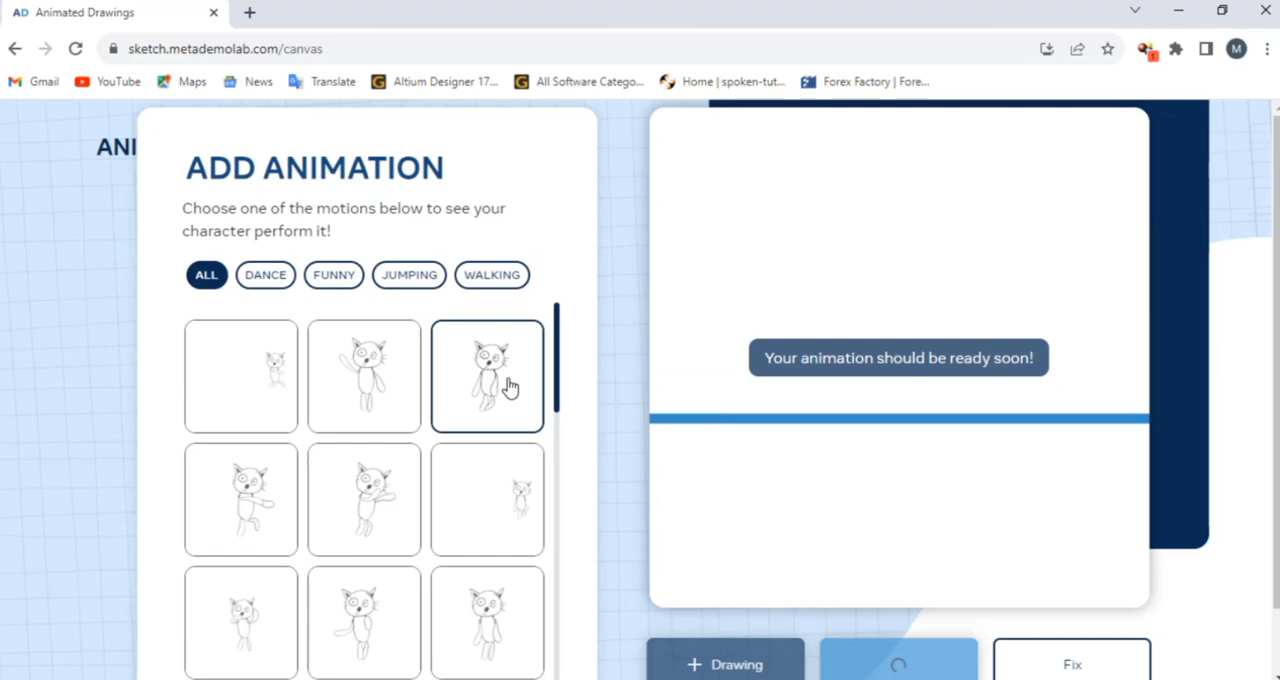 AD Animated Drawings
sketch.metademolab.com/canvas
1
M
Gmail YouTube Maps News Translate Altium Designer 17... All Software Catego... Home | spoken-tut... Forex Factory | Fore...
ANI
ADD ANIMATION
Choose one of the motions below to see your
character perform it!
ALL DANCE FUNNY JUMPING WALKING
Your animation should be ready soon!
+ Drawing
Fix